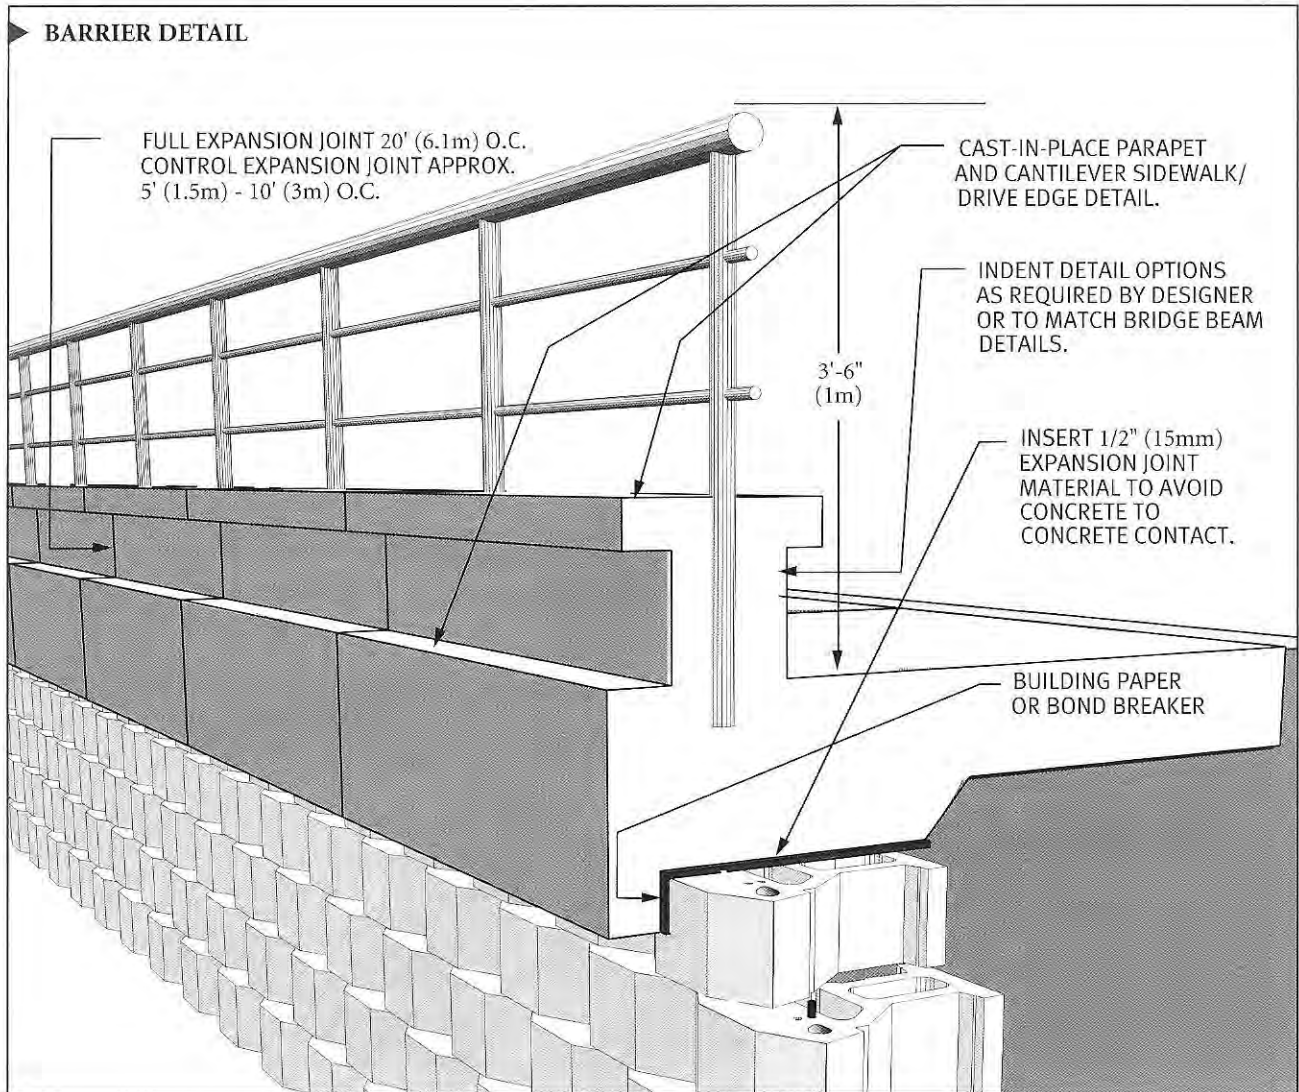 BARRIER DETAIL
FULL EXPANSION JOINT 20' (6.1m) O.C.
CONTROL EXPANSION JOINT APPROX.
5' (1.5m) - 10' (3m) O.C.
CAST-IN-PLACE PARAPET
AND CANTILEVER SIDEWALK/
DRIVE EDGE DETAIL.
INDENT DETAIL OPTIONS
AS REQUIRED BY DESIGNER
OR TO MATCH BRIDGE BEAM
DETAILS.
3'-6"
(1m)
INSERT 1/2" (15mm)
EXPANSION JOINT
MATERIAL TO AVOID
CONCRETE TO
CONCRETE CONTACT.
BUILDING PAPER
OR BOND BREAKER